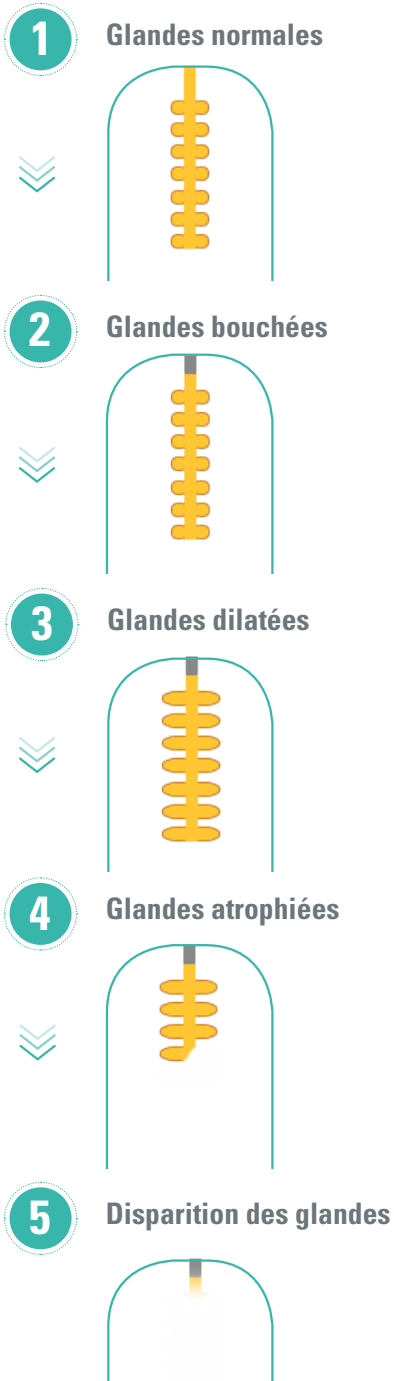 1
Glandes normales
2
Glandes bouchées
3
Glandes dilatées
4
Glandes atrophiées
5
Disparition des glandes